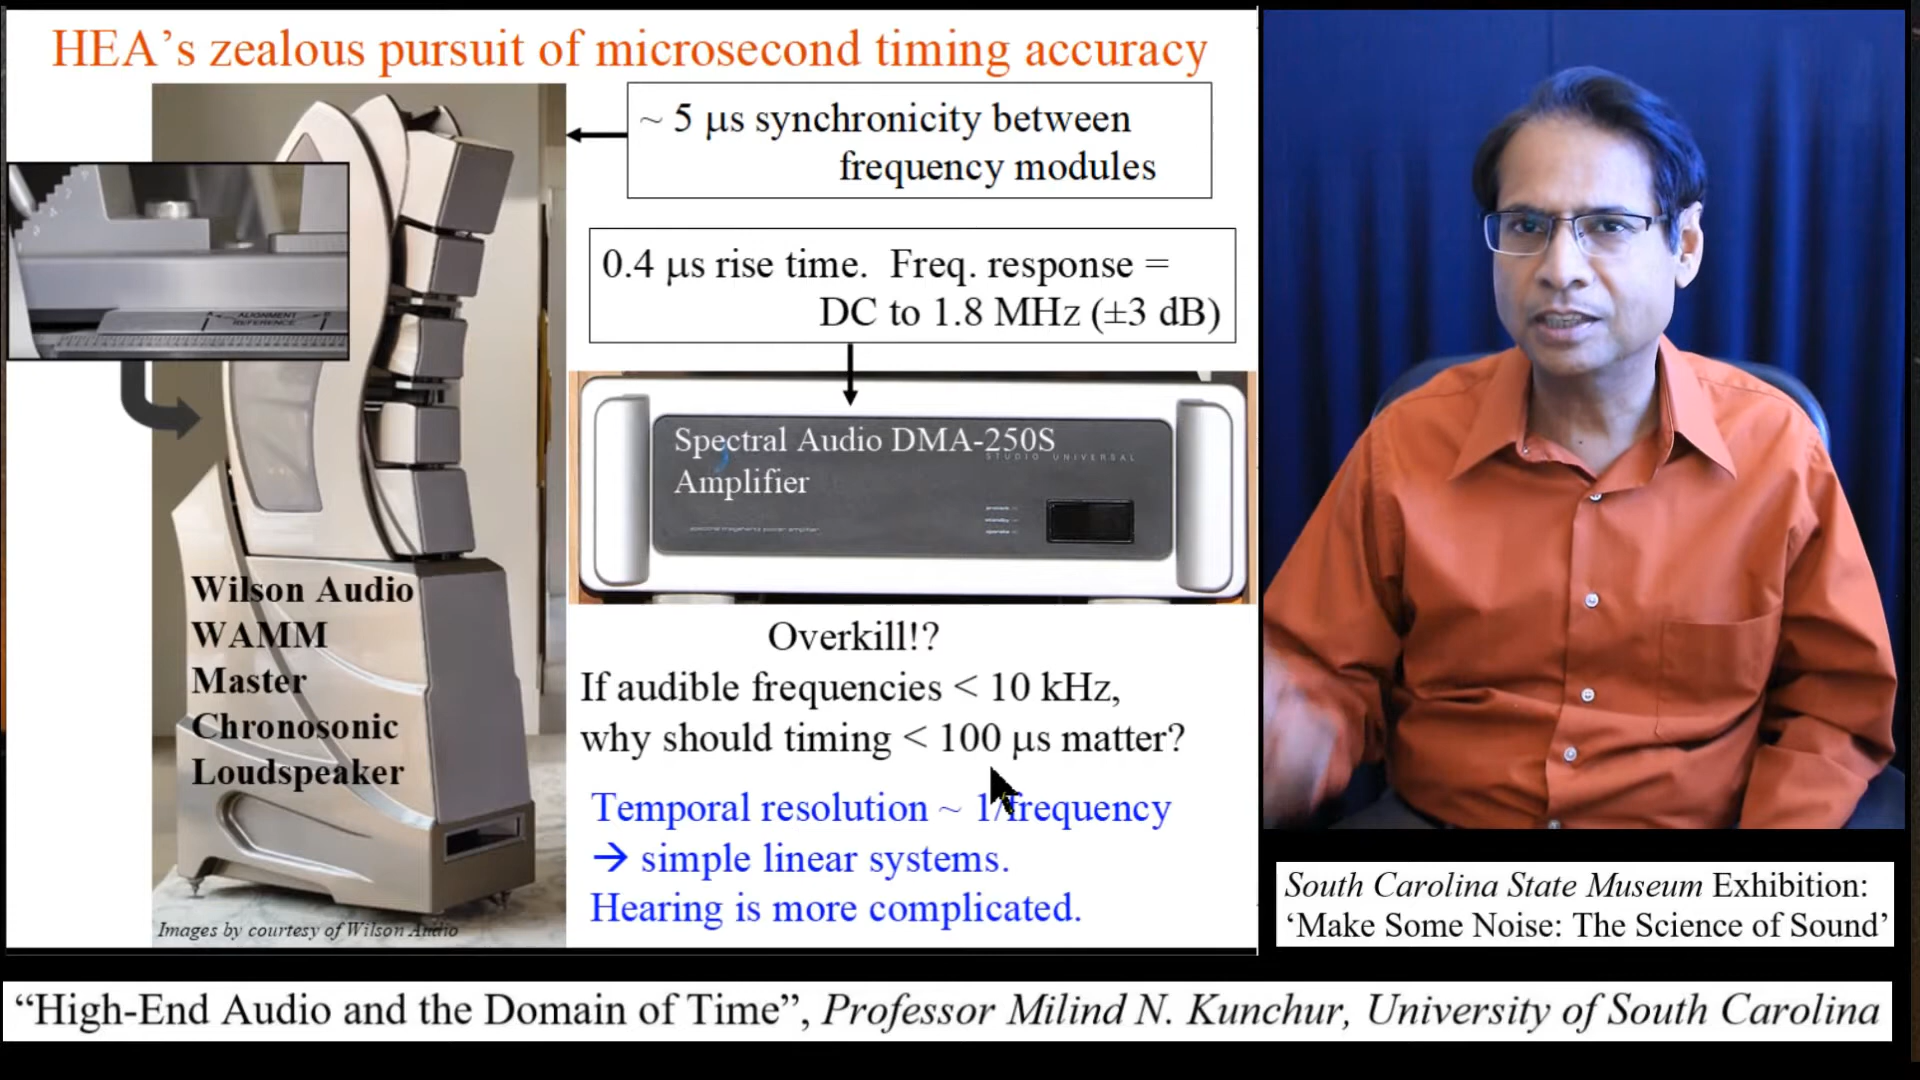 HEA’s zealous pursuit of microsecond timing accuracy
~ 5 μs synchronicity between
frequency modules
ALIGNMENT
REFERENCE
0.4 μs rise time. Freq. response =
DC to 1.8 MHz (±3 dB)
Spectral Audio DMA-250S
STUDIO UNIVERSAL
Amplifier
Wilson Audio
WAMM
Master
Chronosonic
Loudspeaker
Images by courtesy of Wilson Audio
Overkill!?
If audible frequencies < 10 kHz,
why should timing < 100 μs matter?
Temporal resolution ~ 1/frequency
→ simple linear systems.
Hearing is more complicated.
South Carolina State Museum Exhibition:
‘Make Some Noise: The Science of Sound’
“High-End Audio and the Domain of Time”, Professor Milind N. Kunchur, University of South Carolina